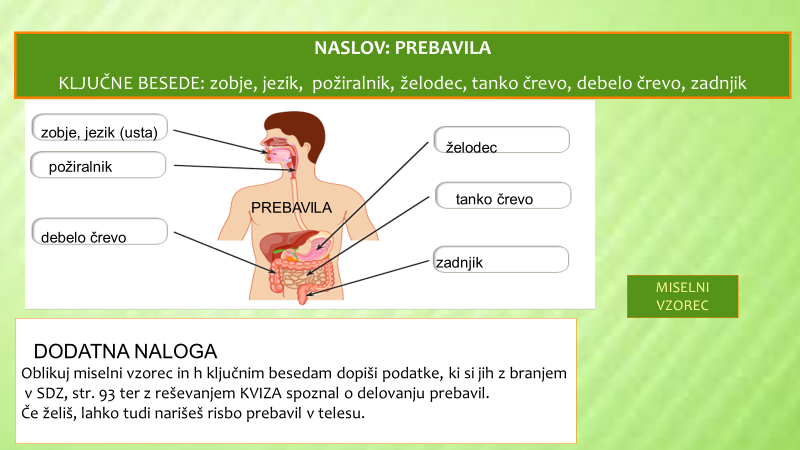 NASLOV: PREBAVILA
KLJUČNE BESEDE: zobje, jezik, požiralnik, želodec, tanko črevo, debelo črevo, zadnjik
zobje, jezik (usta)
požiralnik
debelo črevo
PREBAVILA
želodec
tanko črevo
zadnjik
MISELNI
VZOREC
DODATNA NALOGA
Oblikuj miselni vzorec in h ključnim besedam dopiši podatke, ki si jih z branjem
v SDZ, str. 93 ter z reševanjem KVIZA spoznal o delovanju prebavil.
Če želiš, lahko tudi narišeš risbo prebavil v telesu.